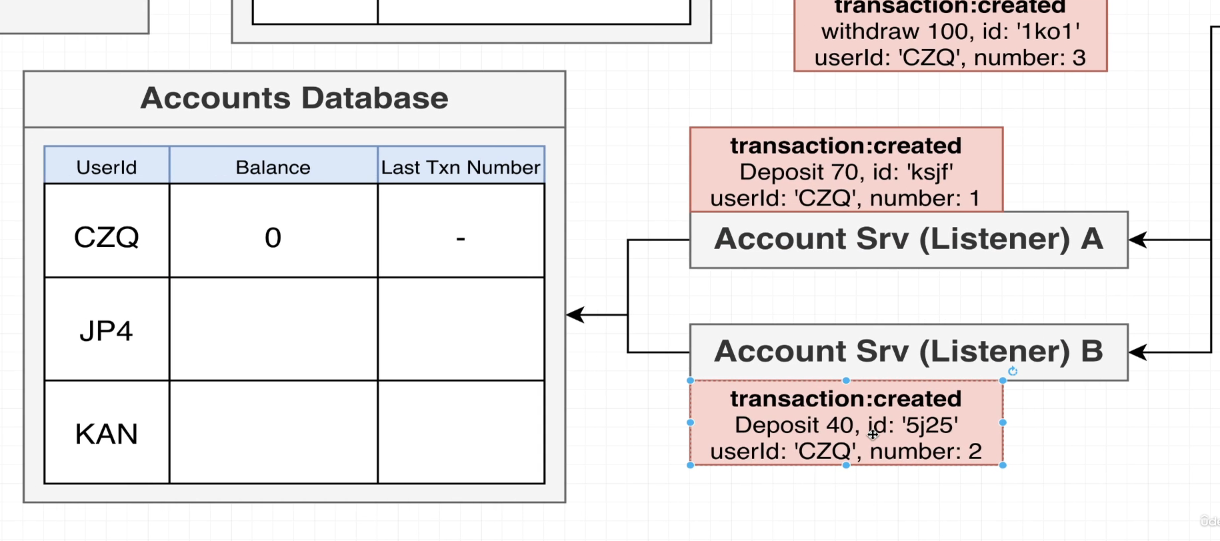 transaction:created
withdraw 100, id: '1ko1'
userId: 'CZQ', number: 3
Accounts Database
UserId Balance Last Txn Number
CZQ 0 -
JP4
KAN
transaction:created
Deposit 70, id: 'ksjf'
userId: 'CZQ', number: 1
Account Srv (Listener) A
Account Srv (Listener) B
transaction:created
Deposit 40, id: '5j25'
userId: 'CZQ', number: 2